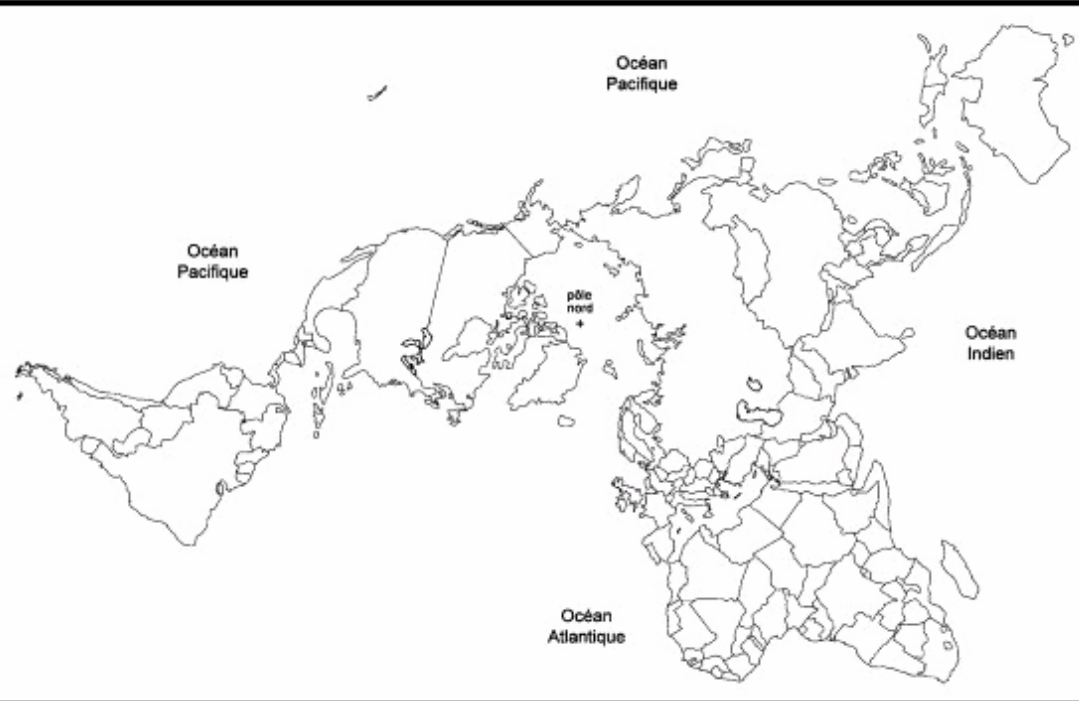 Océan
Pacifique
Océan
Pacifique
pôle
nord
+
Océan
Indien
Océan
Atlantique